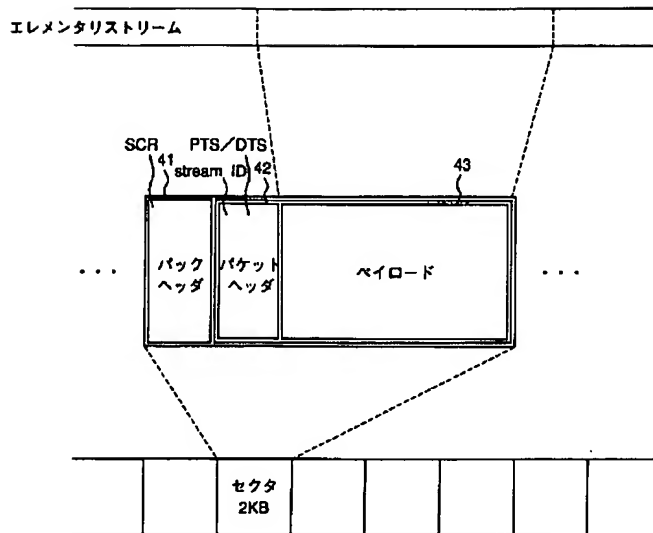 エレメンタリストリーム
SCR PTS/DTS
41 stream ID 42 43
パック パケット ペイロード
ヘッダ ヘッダ
・・・ ・・・
セクタ
2KB